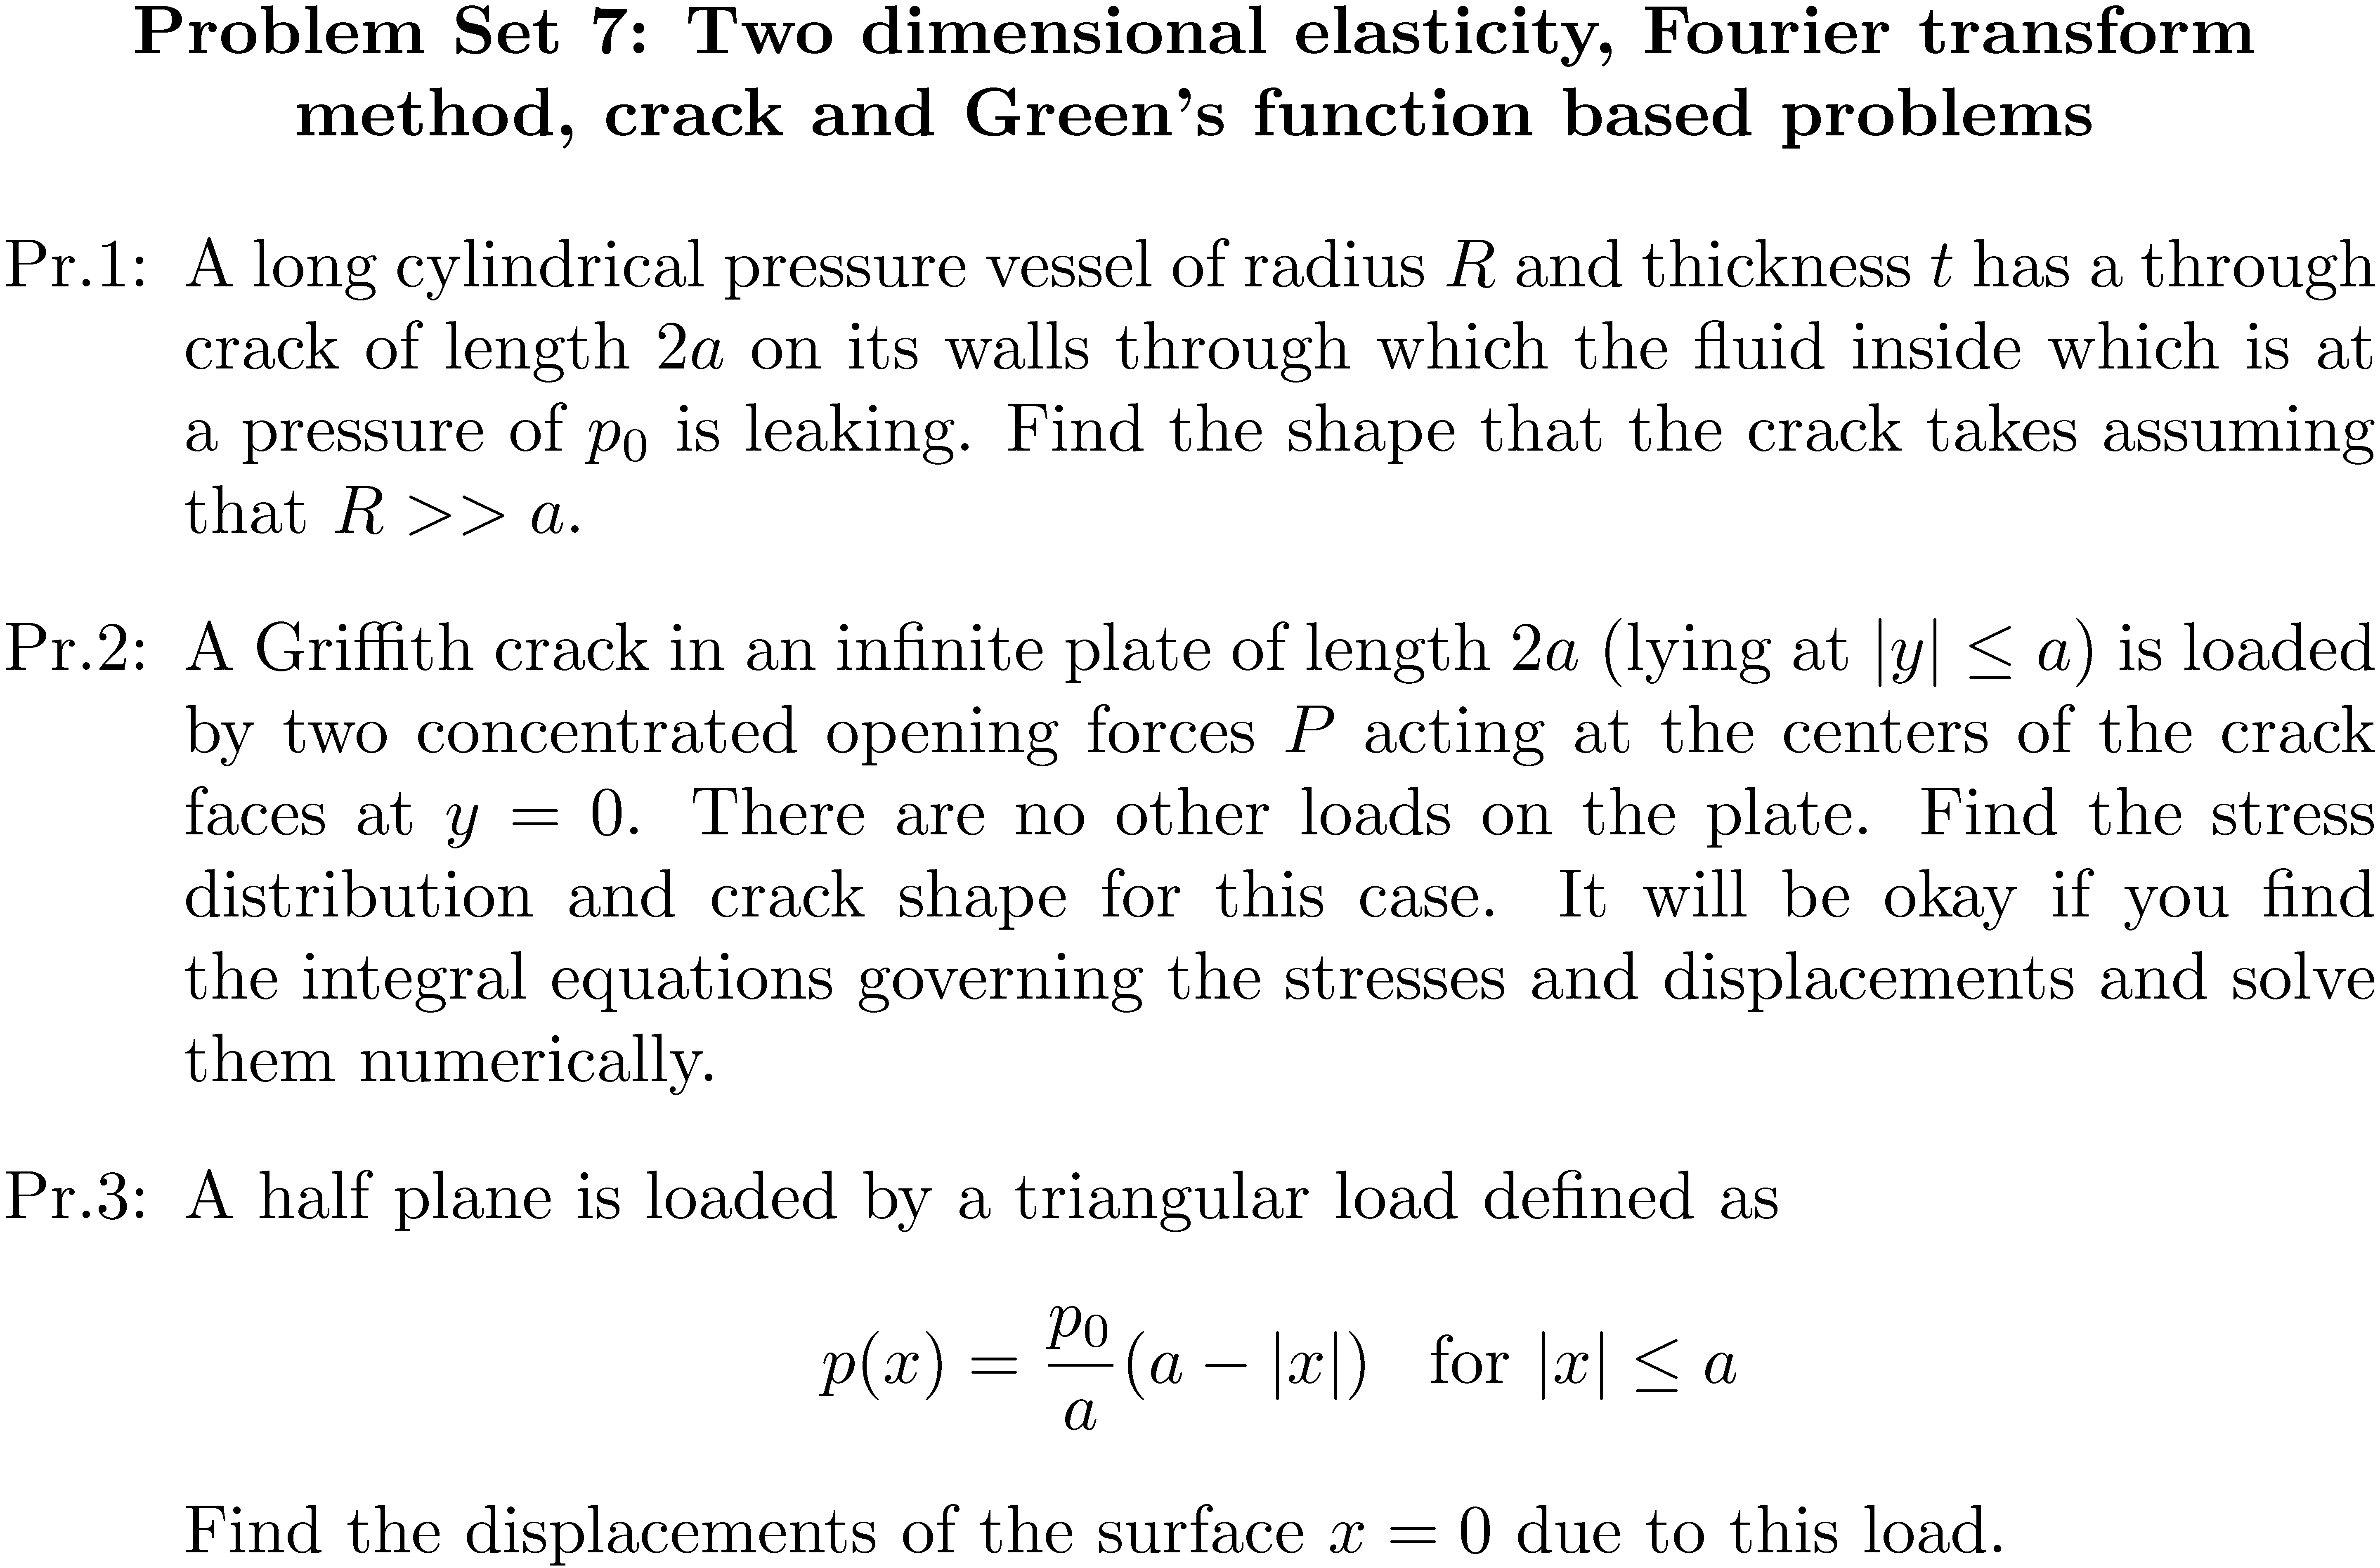 Problem Set 7: Two dimensional elasticity, Fourier transform
method, crack and Green's function based problems
Pr.1: A long cylindrical pressure vessel of radius R and thickness t has a through
crack of length 2a on its walls through which the fluid inside which is at
a pressure of p₀ is leaking. Find the shape that the crack takes assuming
that R >> a.
Pr.2: A Griffith crack in an infinite plate of length 2a (lying at |y| ≤ a) is loaded
by two concentrated opening forces P acting at the centers of the crack
faces at y = 0. There are no other loads on the plate. Find the stress
distribution and crack shape for this case. It will be okay if you find
the integral equations governing the stresses and displacements and solve
them numerically.
Pr.3: A half plane is loaded by a triangular load defined as
p(x) = \frac{p₀}{a}(a − |x|) for |x| ≤ a
Find the displacements of the surface x = 0 due to this load.